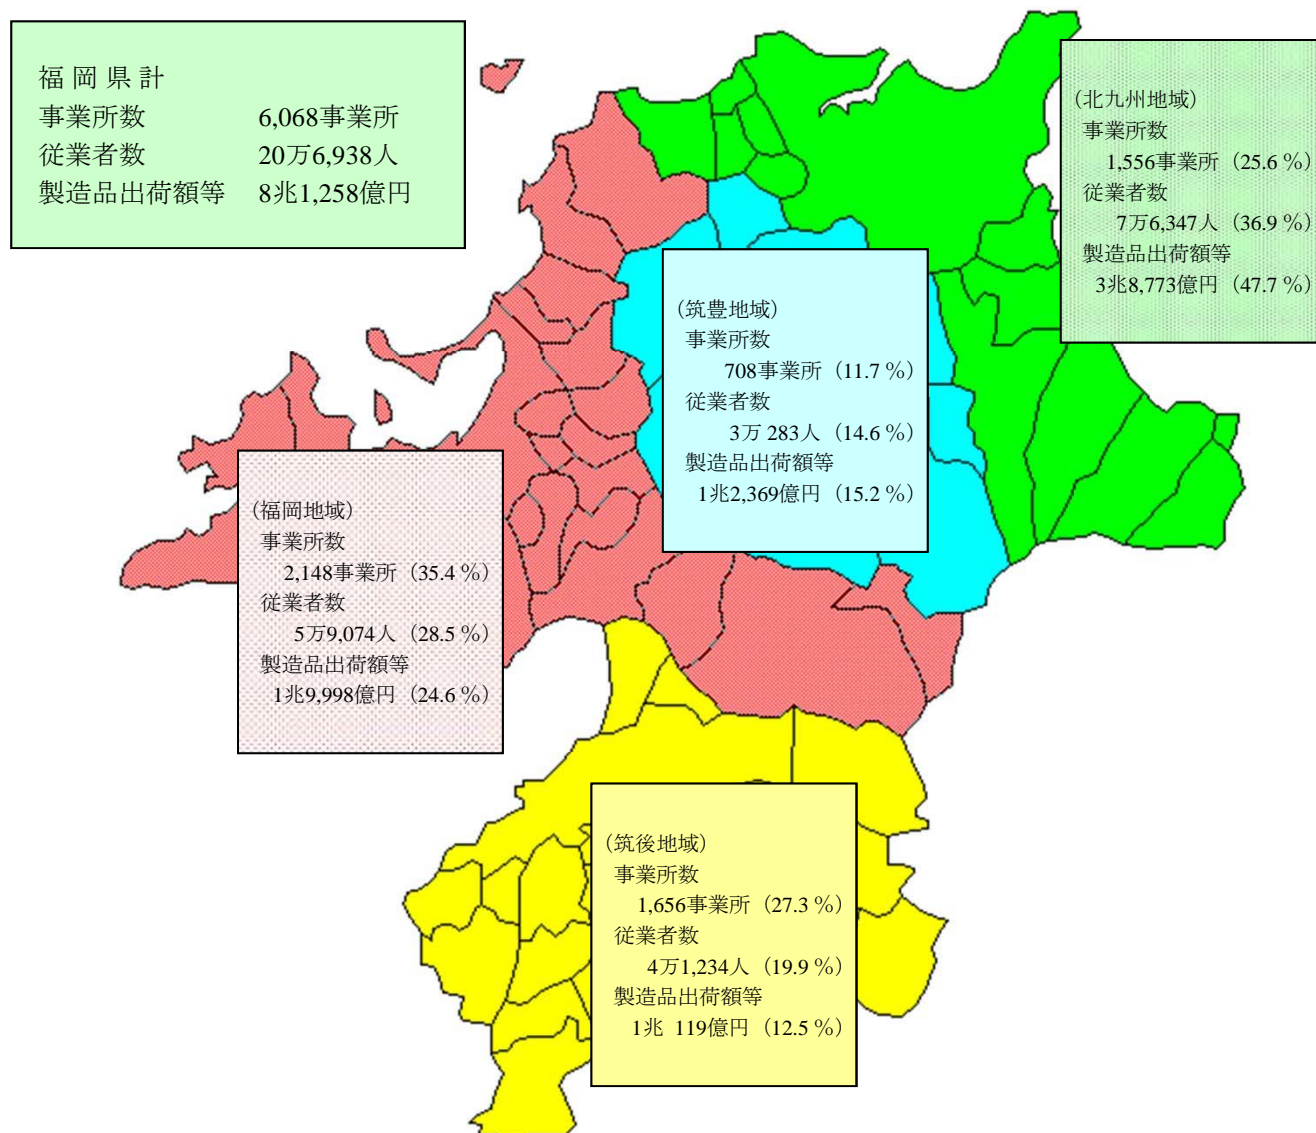 福岡県計
事業所数 6,068事業所
従業者数 20万6,938人
製造品出荷額等 8兆1,258億円
(北九州地域)
事業所数
1,556事業所 (25.6 %)
従業者数
7万6,347人 (36.9 %)
製造品出荷額等
3兆8,773億円 (47.7 %)
(筑豊地域)
事業所数
708事業所 (11.7 %)
従業者数
3万 283人 (14.6 %)
製造品出荷額等
1兆2,369億円 (15.2 %)
(福岡地域)
事業所数
2,148事業所 (35.4 %)
従業者数
5万9,074人 (28.5 %)
製造品出荷額等
1兆9,998億円 (24.6 %)
(筑後地域)
事業所数
1,656事業所 (27.3 %)
従業者数
4万1,234人 (19.9 %)
製造品出荷額等
1兆 119億円 (12.5 %)